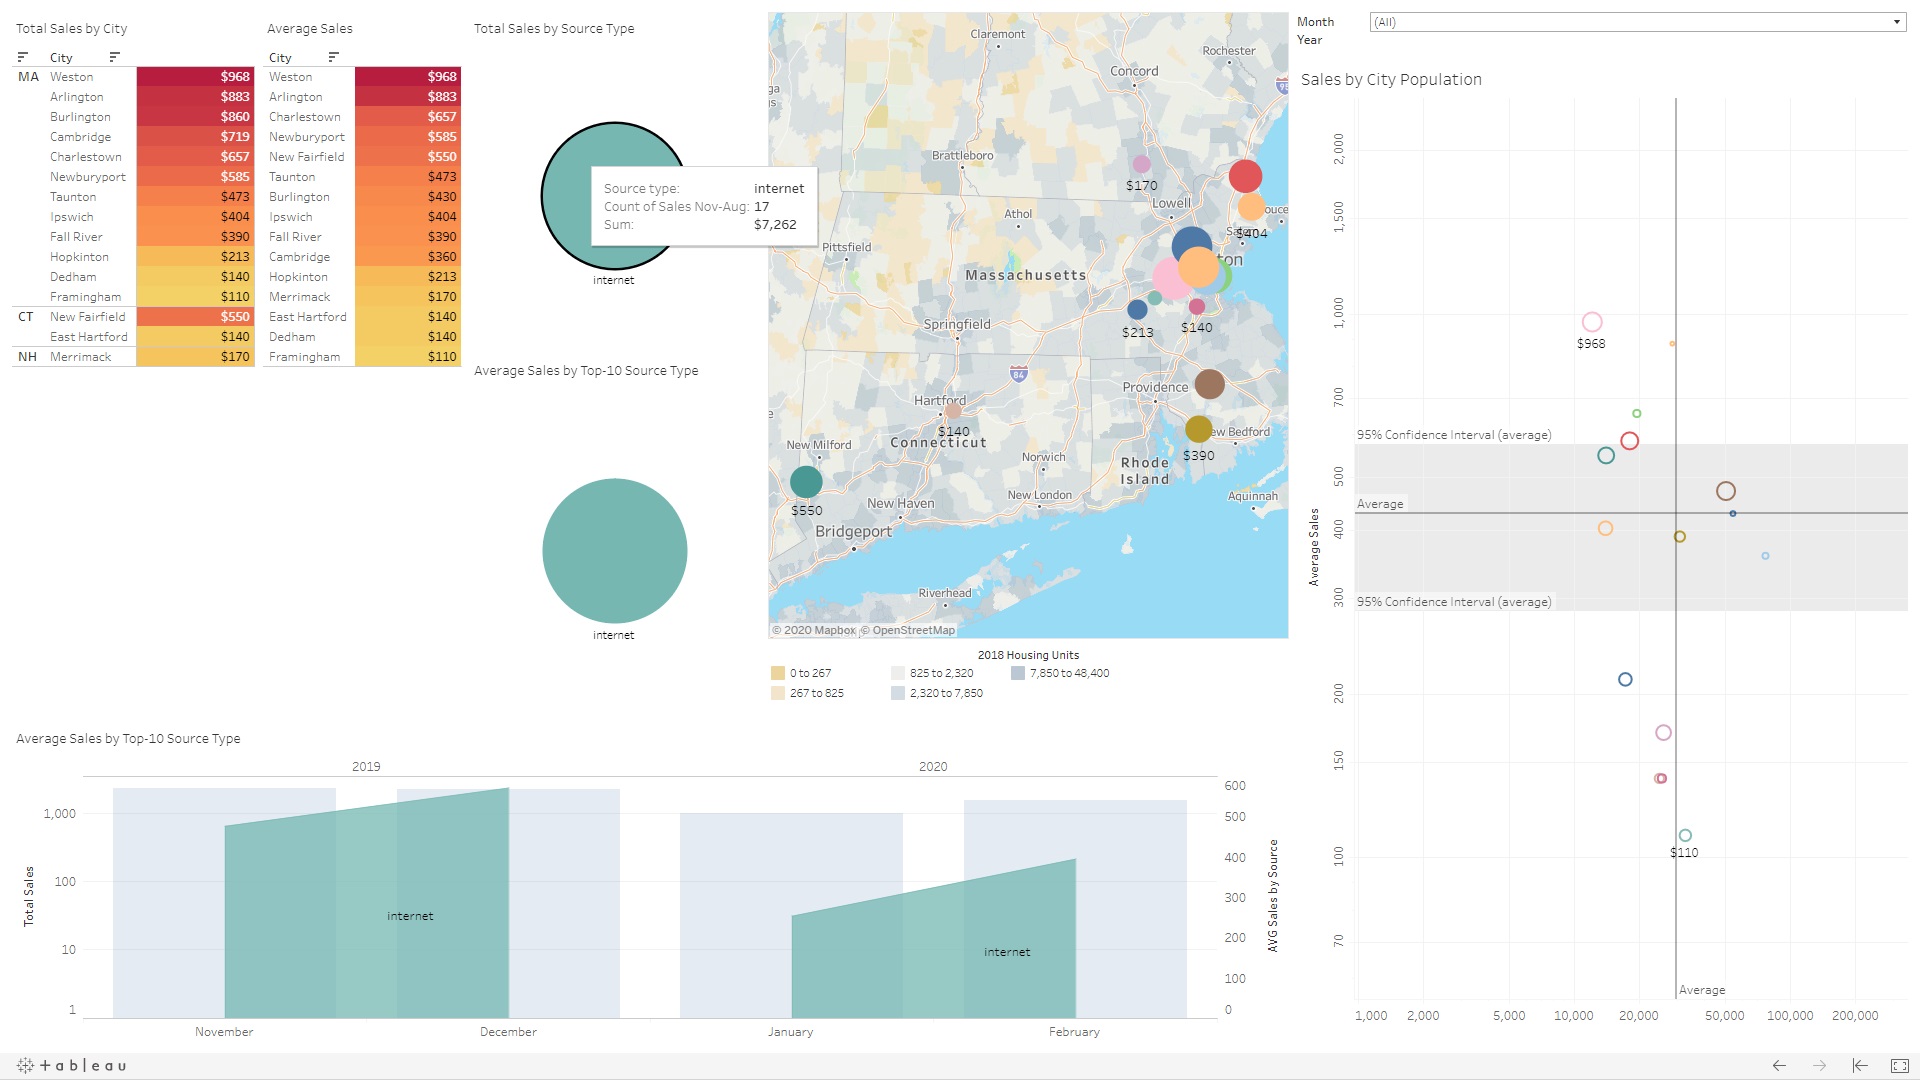 Total Sales by City
City
MA Weston $968
Arlington $883
Burlington $860
Cambridge $719
Charlestown $657
Newburyport $585
Taunton $473
Ipswich $404
Fall River $390
Hopkinton $213
Dedham $140
Framingham $110
CT New Fairfield $550
East Hartford $140
NH Merrimack $170
Average Sales
City
Weston $968
Arlington $883
Charlestown $657
Newburyport $585
New Fairfield $550
Taunton $473
Burlington $430
Ipswich $404
Fall River $390
Cambridge $360
Hopkinton $213
Merrimack $170
East Hartford $140
Dedham $140
Framingham $110
Total Sales by Source Type
Source type: internet
Count of Sales Nov-Aug: 17
Sum: $7,262
internet
Average Sales by Top-10 Source Type
internet
Claremont
Rochester
Concord
95
Brattleboro
$170
Lowell
Athol
ouce
$404
Pittsfield
ton
Massachusetts
Springfield
$213
$140
84
Providence
Hartford
$140
Connecticut
New Milford
ew Bedford
$390
Norwich
Rhode
Island
New London
Aquinnah
New Haven
$550
Bridgeport
Riverhead
© 2020 Mapbox © OpenStreetMap
2018 Housing Units
0 to 267
825 to 2,320
7,850 to 48,400
267 to 825
2,320 to 7,850
Month
Year
(All)
Sales by City Population
Average Sales
2,000
1,500
1,000
700
500
400
300
200
150
100
70
$968
95% Confidence Interval (average)
Average
95% Confidence Interval (average)
$110
Average
1,000 2,000 5,000 10,000 20,000 50,000 100,000 200,000
Average Sales by Top-10 Source Type
2019 2020
Total Sales
1,000
100
10
1
internet
internet
600
500
400
300
200
100
0
AVG Sales by Source
November December January February
+ableau